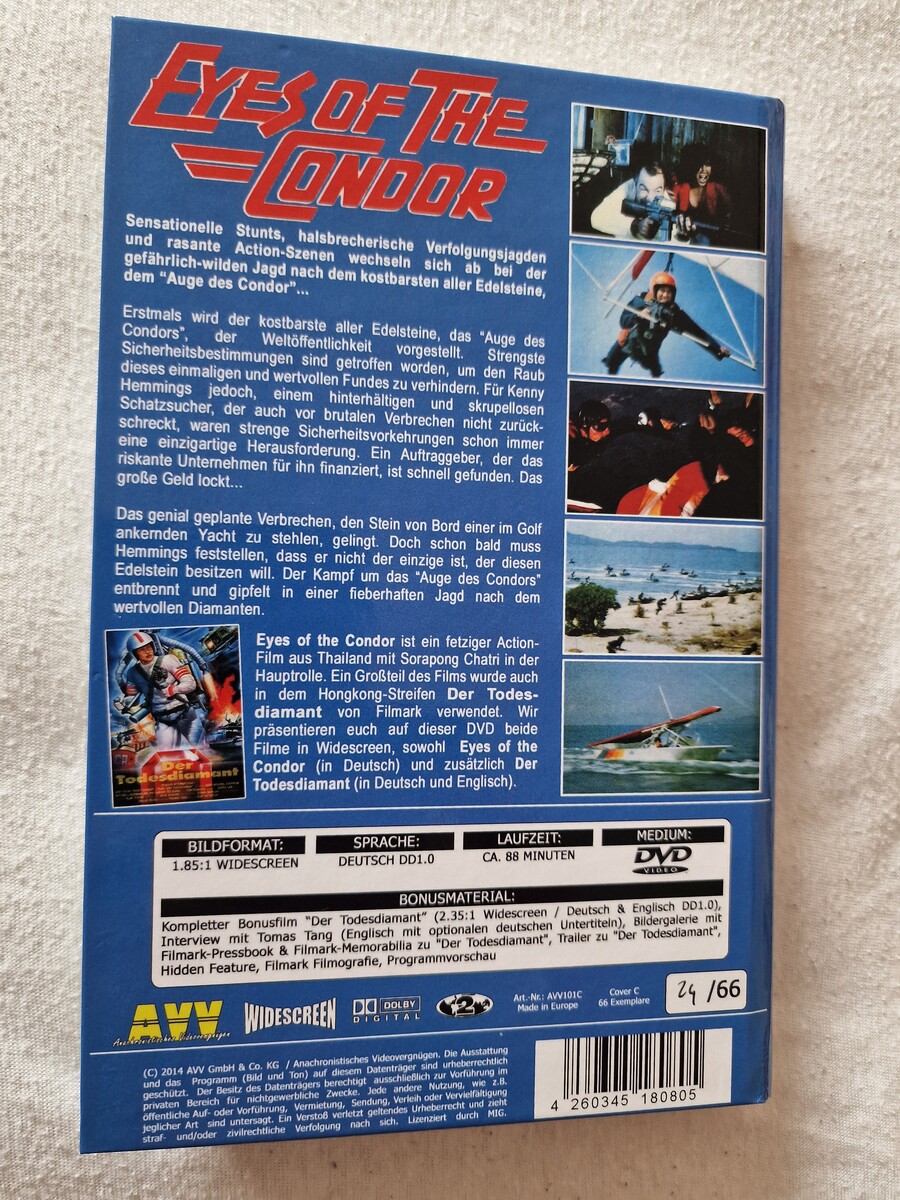 EYES OF THE
CONDOR
Sensationelle Stunts, halsbrecherische Verfolgungsjagden
und rasante Action-Szenen wechseln sich ab bei der
gefährlich-wilden Jagd nach dem kostbarsten aller Edelsteine,
dem “Auge des Condor”...
Erstmals wird der kostbarste aller Edelsteine, das “Auge des
Condors”, der Weltöffentlichkeit vorgestellt. Strengste
Sicherheitsbestimmungen sind getroffen worden, um den Raub
dieses einmaligen und wertvollen Fundes zu verhindern. Für Kenny
Hemmings jedoch, einem hinterhältigen und skrupellosen
Schatzsucher, der auch vor brutalen Verbrechen nicht zurück-
schreckt, waren strenge Sicherheitsvorkehrungen schon immer
eine einzigartige Herausforderung. Ein Auftraggeber, der das
riskante Unternehmen für ihn finanziert, ist schnell gefunden. Das
große Geld lockt...
Das genial geplante Verbrechen, den Stein von Bord einer im Golf
ankernden Yacht zu stehlen, gelingt. Doch schon bald muss
Hemmings feststellen, dass er nicht der einzige ist, der diesen
Edelstein besitzen will. Der Kampf um das “Auge des Condors”
entbrennt und gipfelt in einer fieberhaften Jagd nach dem
wertvollen Diamanten.
Eyes of the Condor ist ein fetziger Action-
Film aus Thailand mit Sorapong Chatri in der
Hauptrolle. Ein Großteil des Films wurde auch
in dem Hongkong-Streifen Der Todes-
diamant von Filmark verwendet. Wir
präsentieren euch auf dieser DVD beide
Filme in Widescreen, sowohl Eyes of the
Condor (in Deutsch) und zusätzlich Der
Todesdiamant (in Deutsch und Englisch).
Der
Todesdiamant
BILDFORMAT:
1.85:1 WIDESCREEN
SPRACHE:
DEUTSCH DD1.0
LAUFZEIT:
CA. 88 MINUTEN
MEDIUM:
DVD
VIDEO
BONUSMATERIAL:
Kompletter Bonusfilm “Der Todesdiamant” (2.35:1 Widescreen / Deutsch & Englisch DD1.0),
Interview mit Tomas Tang (Englisch mit optionalen deutschen Untertiteln), Bildergalerie mit
Filmark-Pressbook & Filmark-Memorabilia zu "Der Todesdiamant", Trailer zu "Der Todesdiamant",
Hidden Feature, Filmark Filmografie, Programmvorschau
AVV
Anachronistisches Videovergnügen
WIDESCREEN
DOLBY
DIGITAL
2
Art.-Nr.: AVV101C
Made in Europe
Cover C
66 Exemplare
24 /66
(C) 2014 AVV GmbH & Co. KG / Anachronistisches Videovergnügen. Die Ausstattung
und das Programm (Bild und Ton) auf diesem Datenträger sind urheberrechtlich
geschützt. Der Besitz des Datenträgers berechtigt ausschließlich zur Vorführung im
privaten Bereich für nichtgewerbliche Zwecke. Jede andere Nutzung, wie z.B.
öffentliche Auf- oder Vorführung, Vermietung, Sendung, Verleih oder Vervielfältigung
jeglicher Art sind untersagt. Ein Verstoß verletzt geltendes Urheberrecht und zieht
straf- und/oder zivilrechtliche Verfolgung nach sich. Lizenziert durch MIG.
4 260345 180805